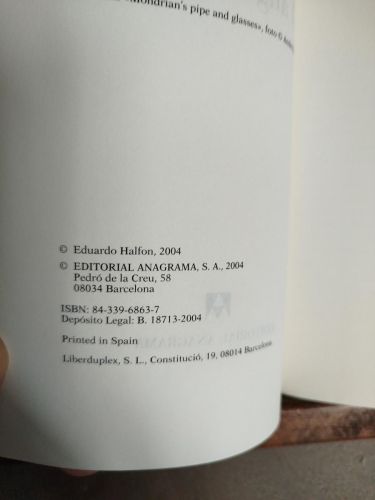 Mondrian's pipe and glasses», foto ©
© Eduardo Halfon, 2004
© EDITORIAL ANAGRAMA, S. A., 2004
Pedró de la Creu, 58
08034 Barcelona
ISBN: 84-339-6863-7
Depósito Legal: B. 18713-2004
Printed in Spain
Liberduplex, S. L., Constitució, 19, 08014 Barcelona